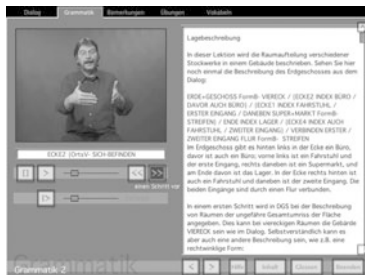 Dialog Grammatik Bemerkungen Übungen Vokabeln
Lagebeschreibung
In dieser Lektion wird die Raumaufteilung verschiedener
Stockwerke in einem Gebäude beschrieben. Sehen Sie hier
noch einmal die Beschreibung des Erdgeschosses aus dem
Dialog:
ERDE+GESCHOSS FormB- VIERECK / (ECKE2 INDEX BÜRO /
DAVOR AUCH BÜRO) / (ECKE1 INDEX FAHRSTUHL /
ERSTER EINGANG / DANEBEN SUPER+MARKT FormB-
STREIFEN) / ENDE INDEX LAGER / (ECKE4 INDEX AUCH
FAHRSTUHL / ZWEITER EINGANG) / VERBINDEN ERSTER /
ZWEITER EINGANG FLUR FormB- STREIFEN
Im Erdgeschoss gibt es hinten links in der Ecke ein Büro,
davor ist auch ein Büro; vorne links ist ein Fahrstuhl und
der erste Eingang, rechts daneben ist ein Supermarkt, und
am Ende davon ist das Lager. In der Ecke rechts hinten ist
auch ein Fahrstuhl und daneben ist der zweite Eingang. Die
beiden Eingänge sind durch einen Flur verbunden.
In einem ersten Schritt wird in DGS bei der Beschreibung
von Räumen der ungefähre Gesamtumriss der Fläche
angegeben. Dies kann bei viereckigen Räumen die Gebärde
VIERECK sein wie im Dialog. Selbstverständlich kann es
aber auch eine andere Beschreibung sein, wie z.B. eine
rechtwinklige Form:
ECKE2 (OrtsV- SICH-BEFINDEN
einen Schritt vor
Grammatik 2
Hilfe Inhalt Glossen Beenden